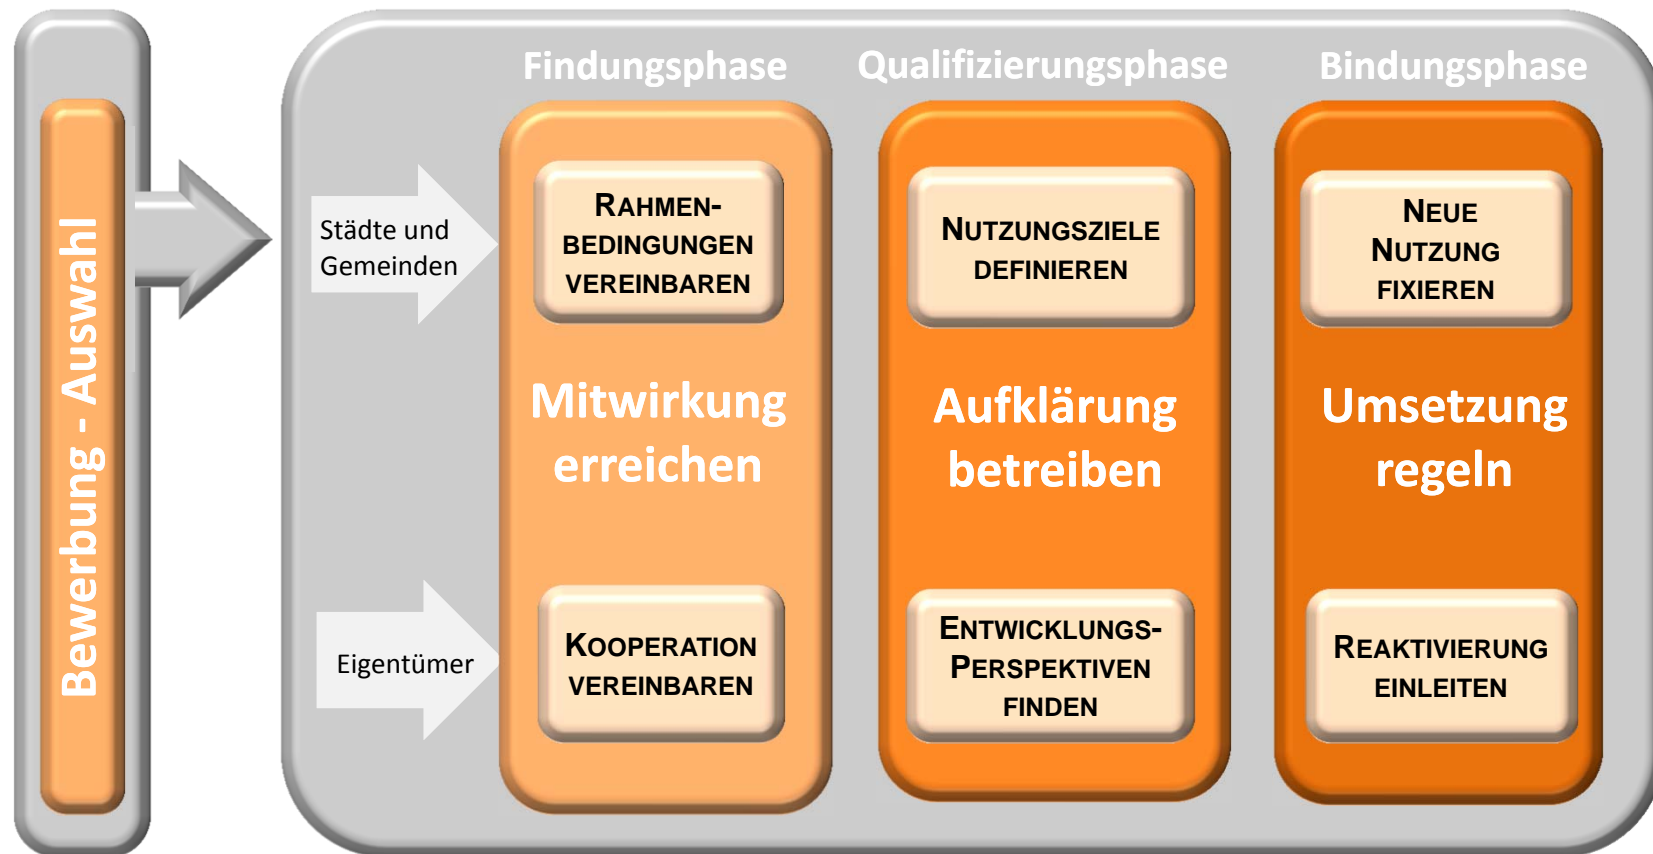 Bewerbung - Auswahl
Städte und
Gemeinden
Eigentümer
Findungsphase
RAHMEN-
BEDINGUNGEN
VEREINBAREN
Mitwirkung
erreichen
KOOPERATION
VEREINBAREN
Qualifizierungsphase
NUTZUNGSZIELE
DEFINIEREN
Aufklärung
betreiben
ENTWICKLUNGS-
PERSPEKTIVEN
FINDEN
Bindungsphase
NEUE
NUTZUNG
FIXIEREN
Umsetzung
regeln
REAKTIVIERUNG
EINLEITEN